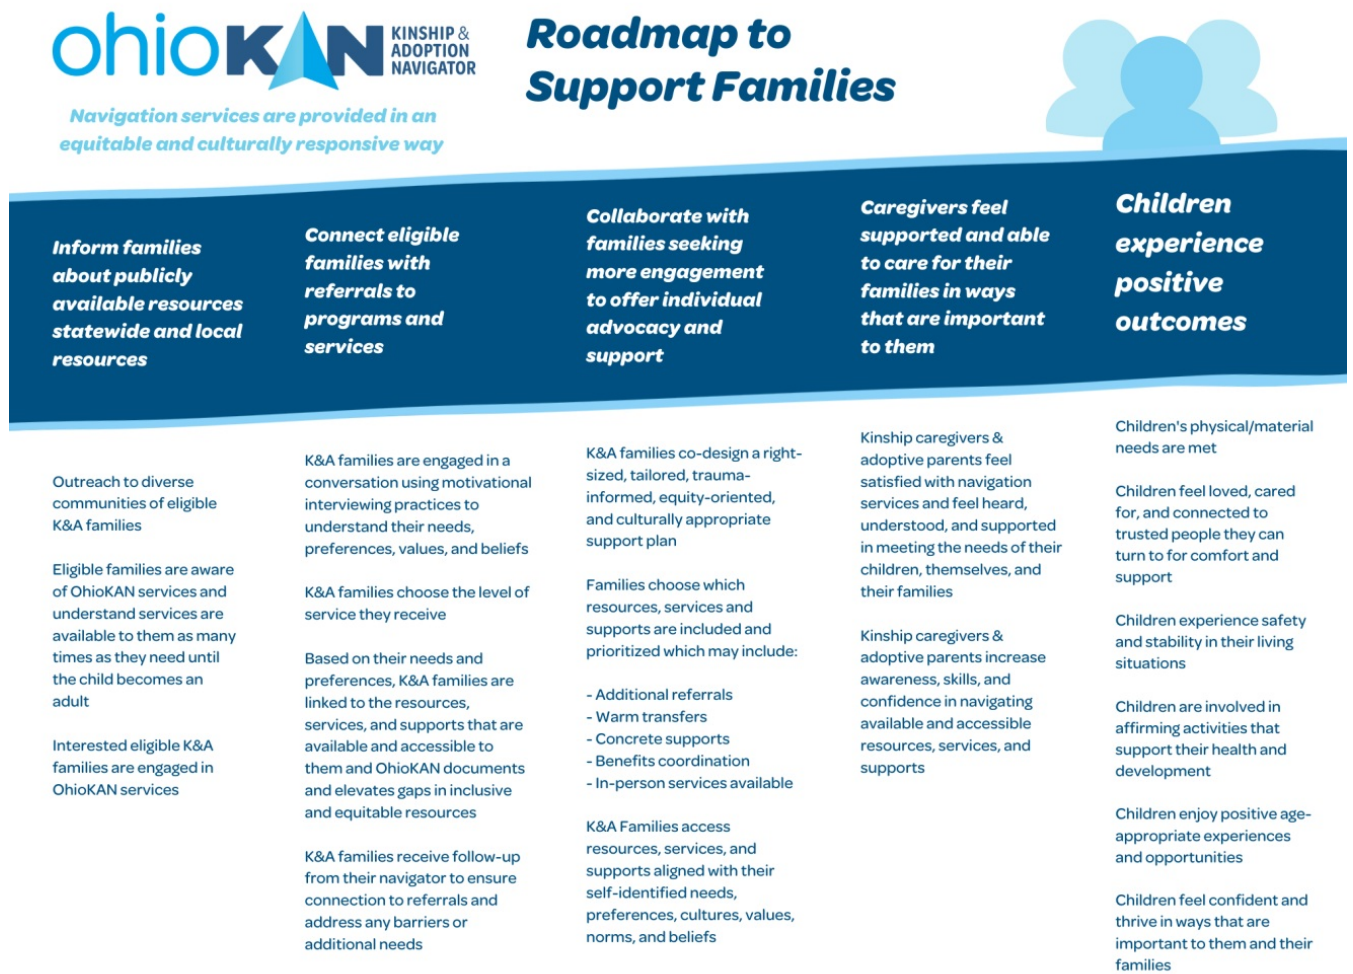 ohioKAN
KINSHIP &
ADOPTION
NAVIGATOR
Navigation services are provided in an
equitable and culturally responsive way
Roadmap to
Support Families
Inform families
about publicly
available resources
statewide and local
resources
Connect eligible
families with
referrals to
programs and
services
Collaborate with
families seeking
more engagement
to offer individual
advocacy and
support
Caregivers feel
supported and able
to care for their
families in ways
that are important
to them
Children
experience
positive
outcomes
Outreach to diverse
communities of eligible
K&A families
Eligible families are aware
of OhioKAN services and
understand services are
available to them as many
times as they need until
the child becomes an
adult
Interested eligible K&A
families are engaged in
OhioKAN services
K&A families are engaged in a
conversation using motivational
interviewing practices to
understand their needs,
preferences, values, and beliefs
K&A families choose the level of
service they receive
Based on their needs and
preferences, K&A families are
linked to the resources,
services, and supports that are
available and accessible to
them and OhioKAN documents
and elevates gaps in inclusive
and equitable resources
K&A families receive follow-up
from their navigator to ensure
connection to referrals and
address any barriers or
additional needs
K&A families co-design a right-
sized, tailored, trauma-
informed, equity-oriented,
and culturally appropriate
support plan
Families choose which
resources, services and
supports are included and
prioritized which may include:
- Additional referrals
- Warm transfers
- Concrete supports
- Benefits coordination
- In-person services available
K&A Families access
resources, services, and
supports aligned with their
self-identified needs,
preferences, cultures, values,
norms, and beliefs
Kinship caregivers &
adoptive parents feel
satisfied with navigation
services and feel heard,
understood, and supported
in meeting the needs of their
children, themselves, and
their families
Kinship caregivers &
adoptive parents increase
awareness, skills, and
confidence in navigating
available and accessible
resources, services, and
supports
Children's physical/material
needs are met
Children feel loved, cared
for, and connected to
trusted people they can
turn to for comfort and
support
Children experience safety
and stability in their living
situations
Children are involved in
affirming activities that
support their health and
development
Children enjoy positive age-
appropriate experiences
and opportunities
Children feel confident and
thrive in ways that are
important to them and their
families